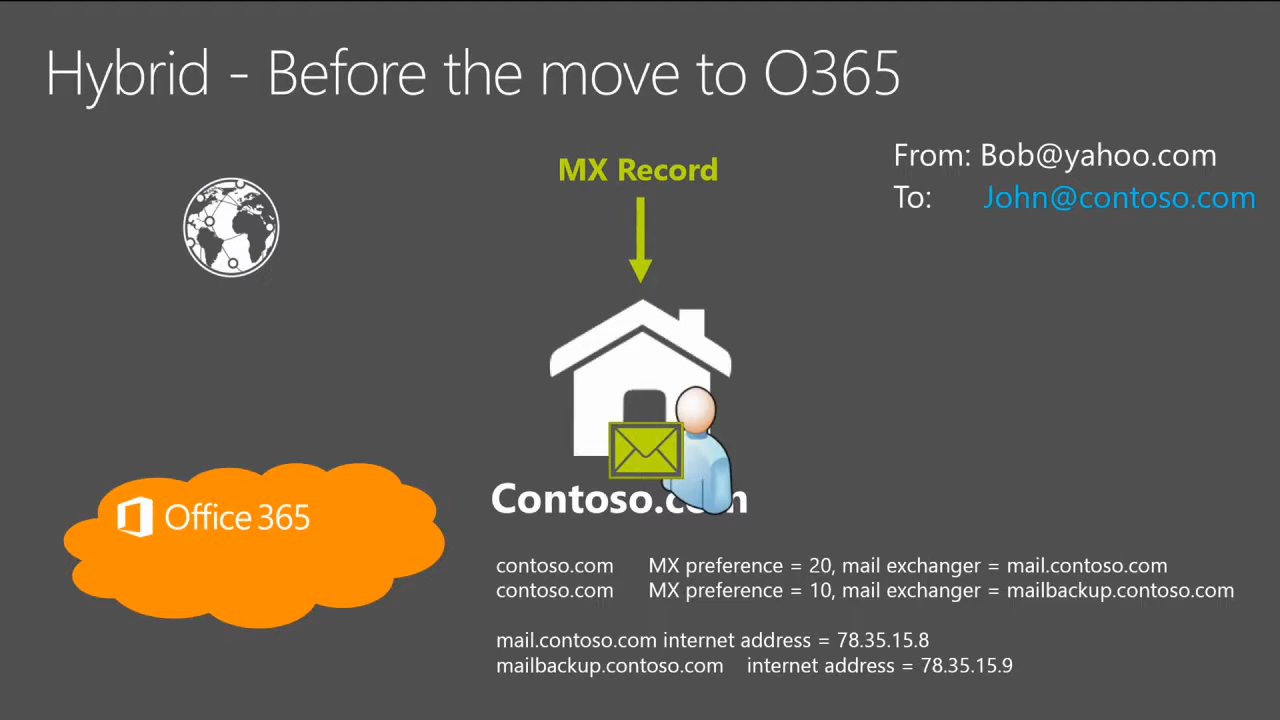 Hybrid - Before the move to O365
MX Record
From: Bob@yahoo.com
To: John@contoso.com
Office 365
Contoso.com
contoso.com MX preference = 20, mail exchanger = mail.contoso.com
contoso.com MX preference = 10, mail exchanger = mailbackup.contoso.com
mail.contoso.com internet address = 78.35.15.8
mailbackup.contoso.com internet address = 78.35.15.9